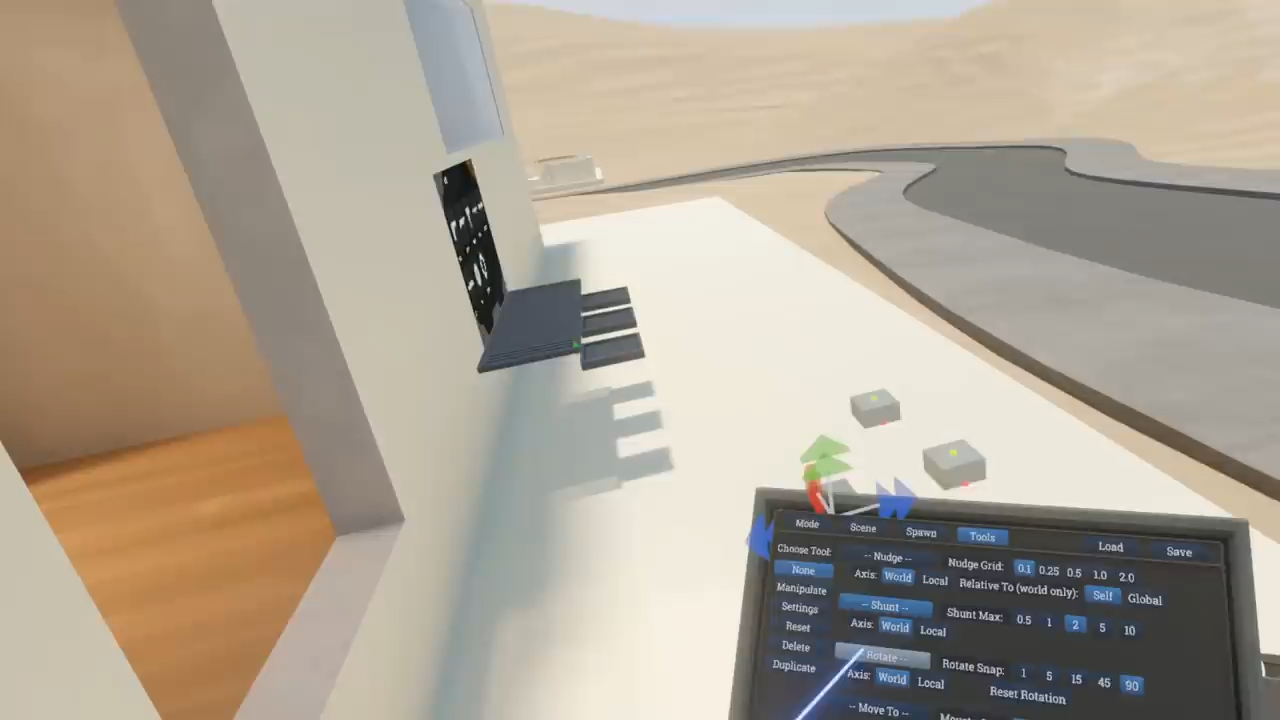 Mode Scene Spawn Tools Load Save
Choose Tool: -- Nudge -- Nudge Grid: 0.1 0.25 0.5 1.0 2.0
None Axis: World Local Relative To (world only): Self Global
Manipulate -- Shunt -- Shunt Max: 0.5 1 2 5 10
Settings Axis: World Local
Reset -- Rotate -- Rotate Snap: 1 5 15 45 90
Delete Axis: World Local Reset Rotation
Duplicate -- Move To --